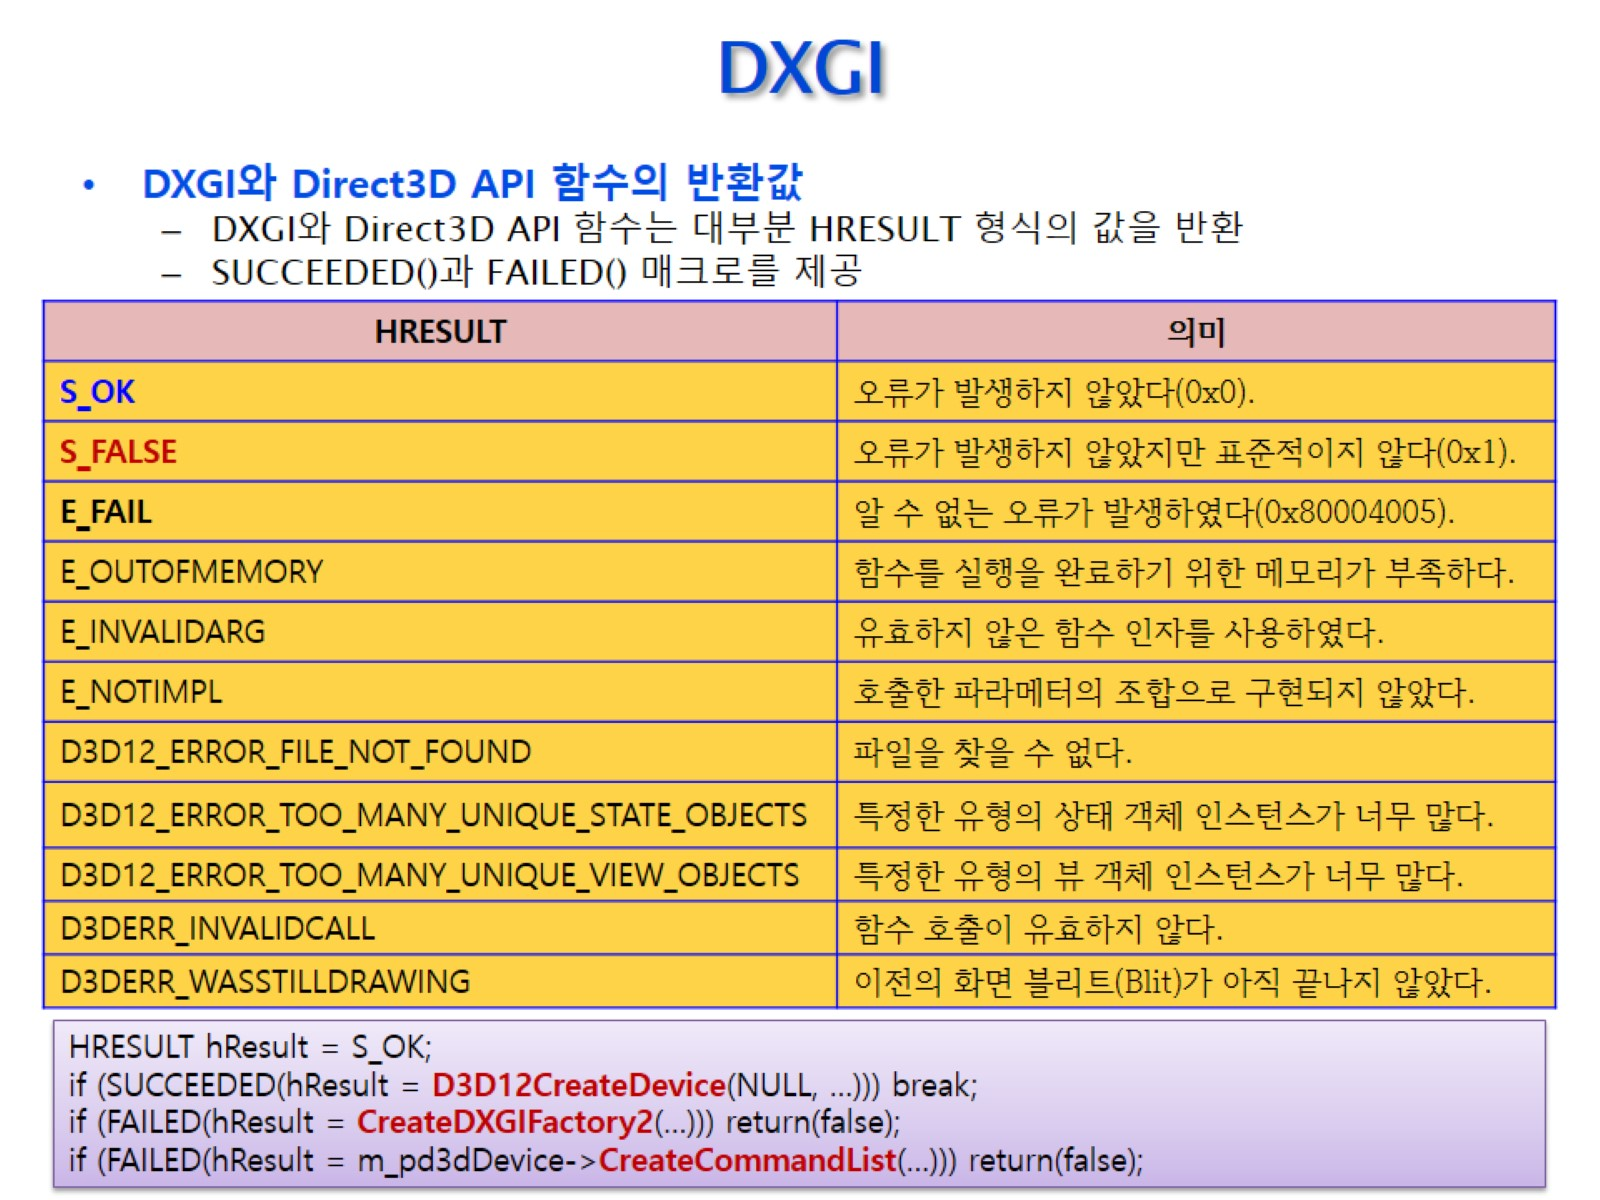 DXGI
• DXGI와 Direct3D API 함수의 반환값
– DXGI와 Direct3D API 함수는 대부분 HRESULT 형식의 값을 반환
– SUCCEEDED()과 FAILED() 매크로를 제공
HRESULT 의미
S_OK 오류가 발생하지 않았다(0x0).
S_FALSE 오류가 발생하지 않았지만 표준적이지 않다(0x1).
E_FAIL 알 수 없는 오류가 발생하였다(0x80004005).
E_OUTOFMEMORY 함수를 실행을 완료하기 위한 메모리가 부족하다.
E_INVALIDARG 유효하지 않은 함수 인자를 사용하였다.
E_NOTIMPL 호출한 파라메터의 조합으로 구현되지 않았다.
D3D12_ERROR_FILE_NOT_FOUND 파일을 찾을 수 없다.
D3D12_ERROR_TOO_MANY_UNIQUE_STATE_OBJECTS 특정한 유형의 상태 객체 인스턴스가 너무 많다.
D3D12_ERROR_TOO_MANY_UNIQUE_VIEW_OBJECTS 특정한 유형의 뷰 객체 인스턴스가 너무 많다.
D3DERR_INVALIDCALL 함수 호출이 유효하지 않다.
D3DERR_WASSTILLDRAWING 이전의 화면 블리트(Blit)가 아직 끝나지 않았다.
HRESULT hResult = S_OK;
if (SUCCEEDED(hResult = D3D12CreateDevice(NULL, ...))) break;
if (FAILED(hResult = CreateDXGIFactory2(...))) return(false);
if (FAILED(hResult = m_pd3dDevice->CreateCommandList(...))) return(false);